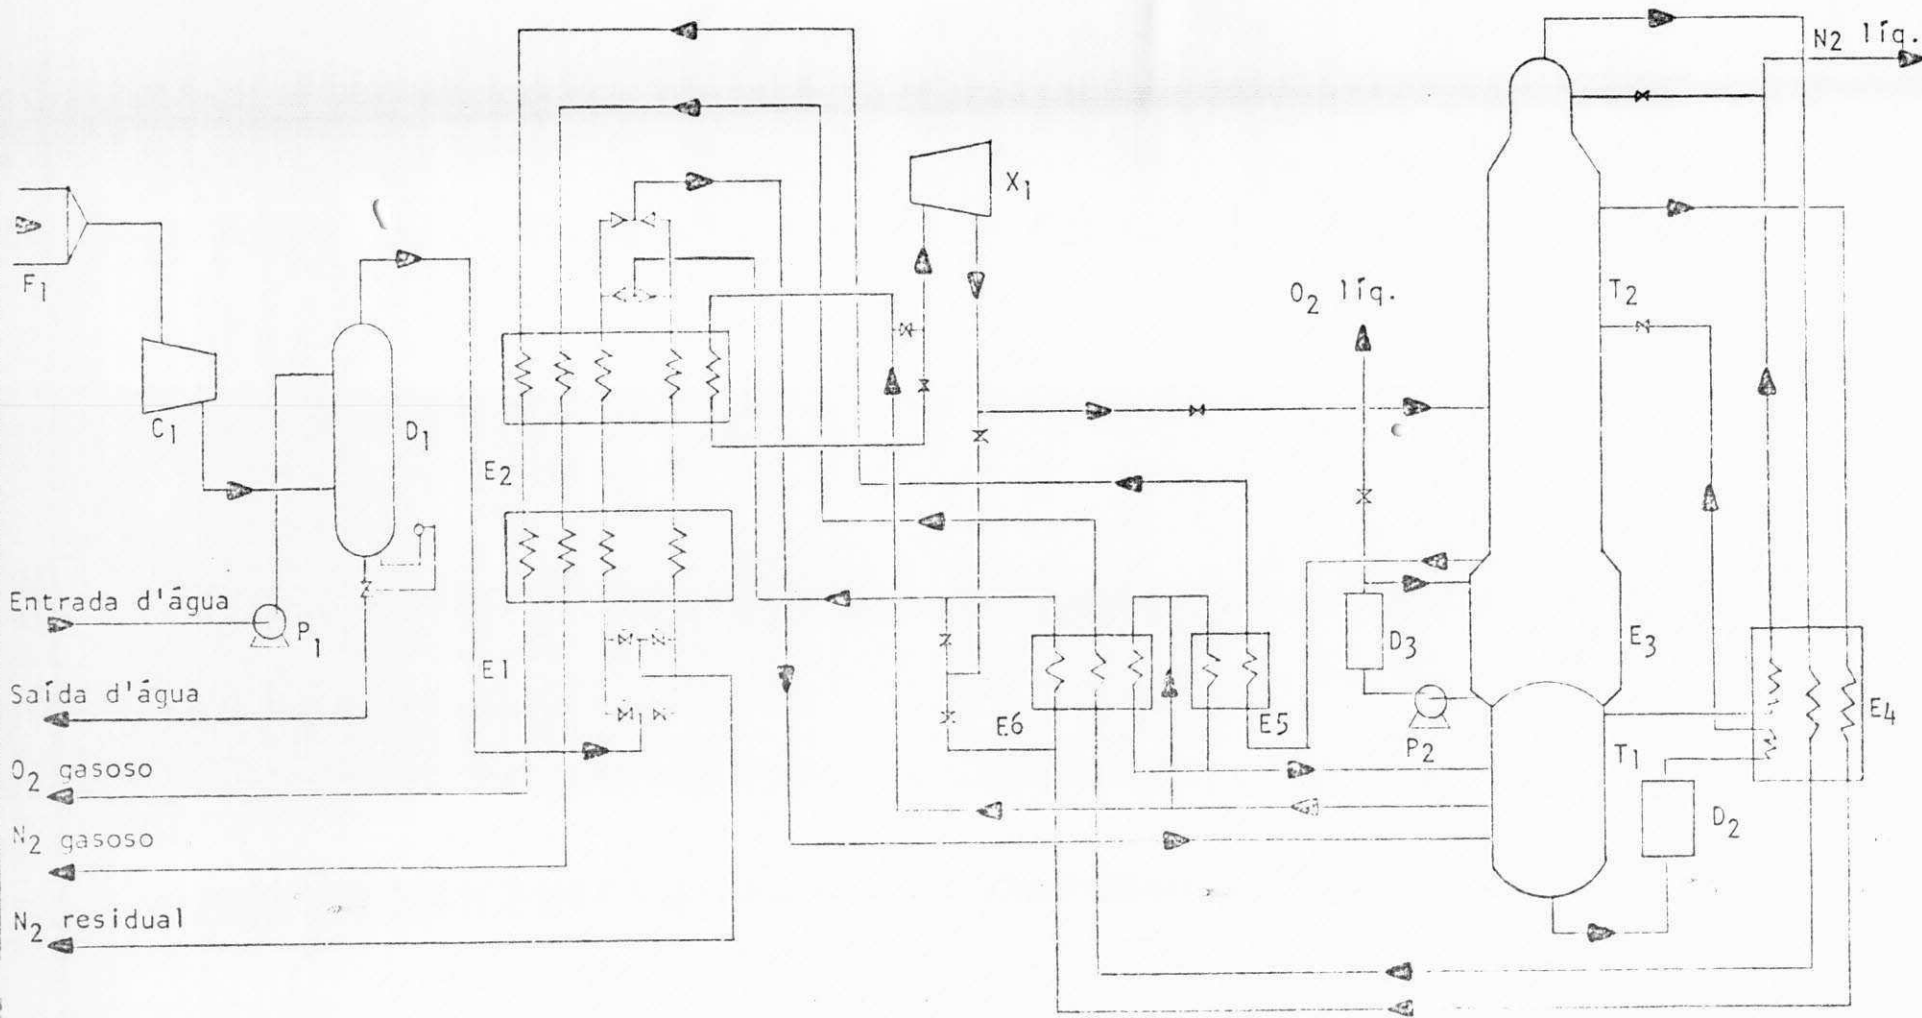 N2 líq.
X1
F1
O2 líq.
T2
C1
D1
E2
Entrada d'água
P1
E1
D3
E3
Saída d'água
E6
E5
P2
T1
E4
O2 gasoso
D2
N2 gasoso
N2 residual